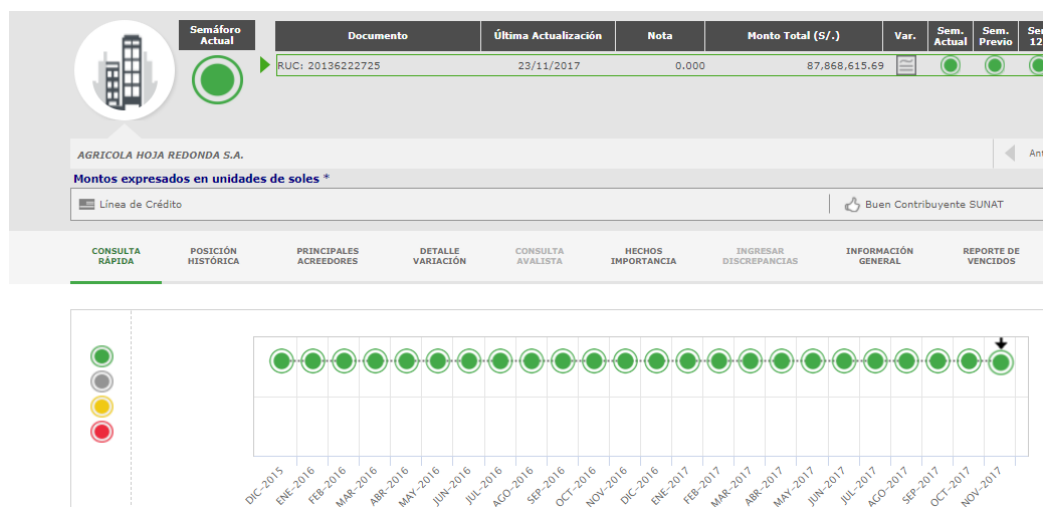 Semáforo
Actual
Documento Última Actualización Nota Monto Total (S/.) Var. Sem. Actual Sem. Previo
RUC: 20136222725 23/11/2017 0.000 87,868,615.69
AGRICOLA HOJA REDONDA S.A.
Montos expresados en unidades de soles *
Línea de Crédito Buen Contribuyente SUNAT
CONSULTA RÁPIDA POSICIÓN HISTÓRICA PRINCIPALES ACREEDORES DETALLE VARIACIÓN CONSULTA AVALISTA HECHOS IMPORTANCIA INGRESAR DISCREPANCIAS INFORMACIÓN GENERAL REPORTE DE VENCIDOS
DIC-2015 ENE-2016 FEB-2016 MAR-2016 ABR-2016 MAY-2016 JUN-2016 JUL-2016 AGO-2016 SEP-2016 OCT-2016 NOV-2016 DIC-2016 ENE-2017 FEB-2017 MAR-2017 ABR-2017 MAY-2017 JUN-2017 JUL-2017 AGO-2017 SEP-2017 OCT-2017 NOV-2017